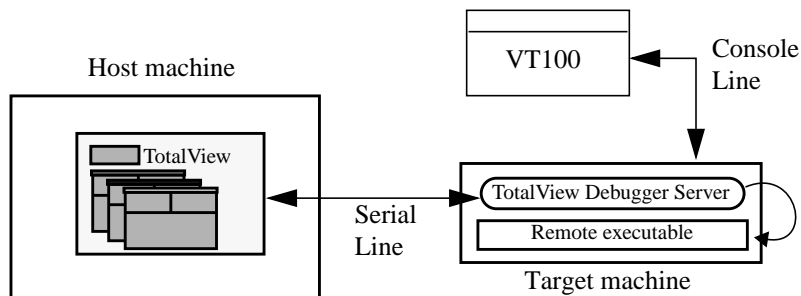 Host machine
VT100
Console
Line
TotalView
Serial
Line
TotalView Debugger Server
Remote executable
Target machine